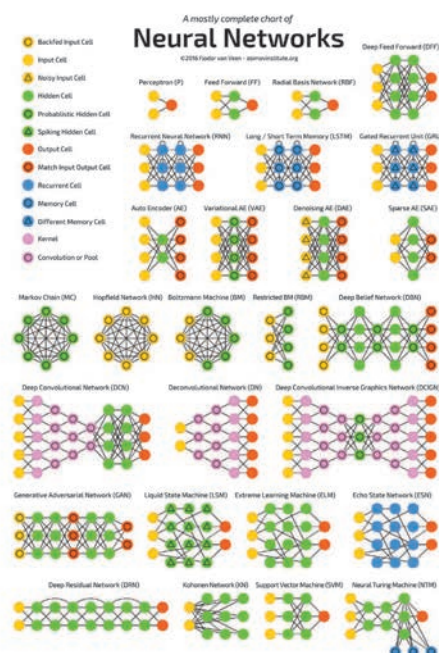 A mostly complete chart of
Neural Networks
©2016 Fjodor van Veen - asimovinstitute.org
Backfed Input Cell
Input Cell
Noisy Input Cell
Hidden Cell
Probablistic Hidden Cell
Spiking Hidden Cell
Output Cell
Match Input Output Cell
Recurrent Cell
Memory Cell
Different Memory Cell
Kernel
Convolution or Pool
Deep Feed Forward (DFF)
Perceptron (P)
Feed Forward (FF)
Radial Basis Network (RBF)
Recurrent Neural Network (RNN)
Long / Short Term Memory (LSTM)
Gated Recurrent Unit (GRU)
Auto Encoder (AE)
Variational AE (VAE)
Denoising AE (DAE)
Sparse AE (SAE)
Markov Chain (MC)
Hopfield Network (HN)
Boltzmann Machine (BM)
Restricted BM (RBM)
Deep Belief Network (DBN)
Deep Convolutional Network (DCN)
Deconvolutional Network (DN)
Deep Convolutional Inverse Graphics Network (DCIGN)
Generative Adversarial Network (GAN)
Liquid State Machine (LSM)
Extreme Learning Machine (ELM)
Echo State Network (ESN)
Deep Residual Network (DRN)
Kohonen Network (KN)
Support Vector Machine (SVM)
Neural Turing Machine (NTM)